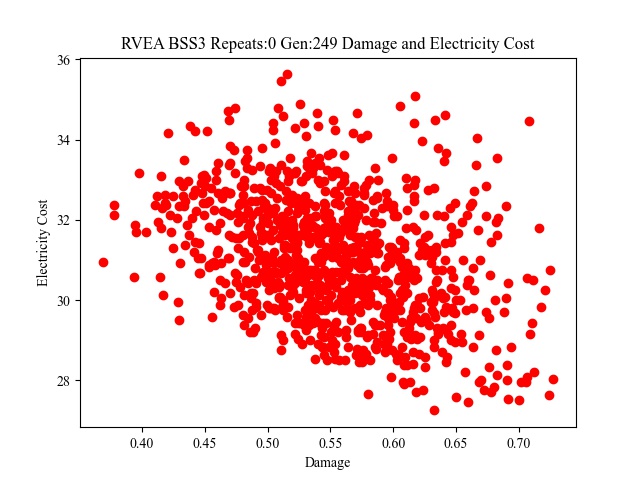 RVEA BSS3 Repeats:0 Gen:249 Damage and Electricity Cost
36
34
32
30
28
Electricity Cost
0.40 0.45 0.50 0.55 0.60 0.65 0.70
Damage